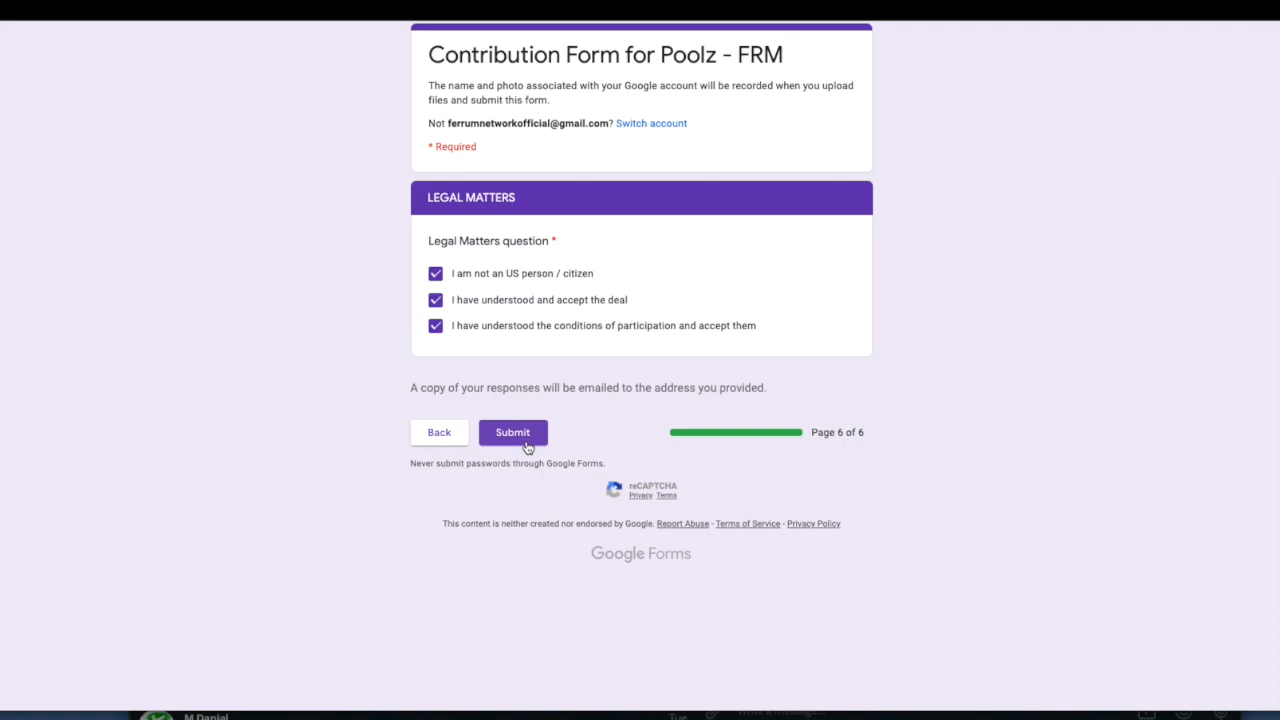 Contribution Form for Poolz - FRM
The name and photo associated with your Google account will be recorded when you upload
files and submit this form.
Not ferrumnetworkofficial@gmail.com? Switch account
* Required
LEGAL MATTERS
Legal Matters question *
I am not an US person / citizen
I have understood and accept the deal
I have understood the conditions of participation and accept them
A copy of your responses will be emailed to the address you provided.
Back Submit Page 6 of 6
Never submit passwords through Google Forms.
reCAPTCHA
Privacy Terms
This content is neither created nor endorsed by Google. Report Abuse - Terms of Service - Privacy Policy
Google Forms
M Danial Tue Write a message...